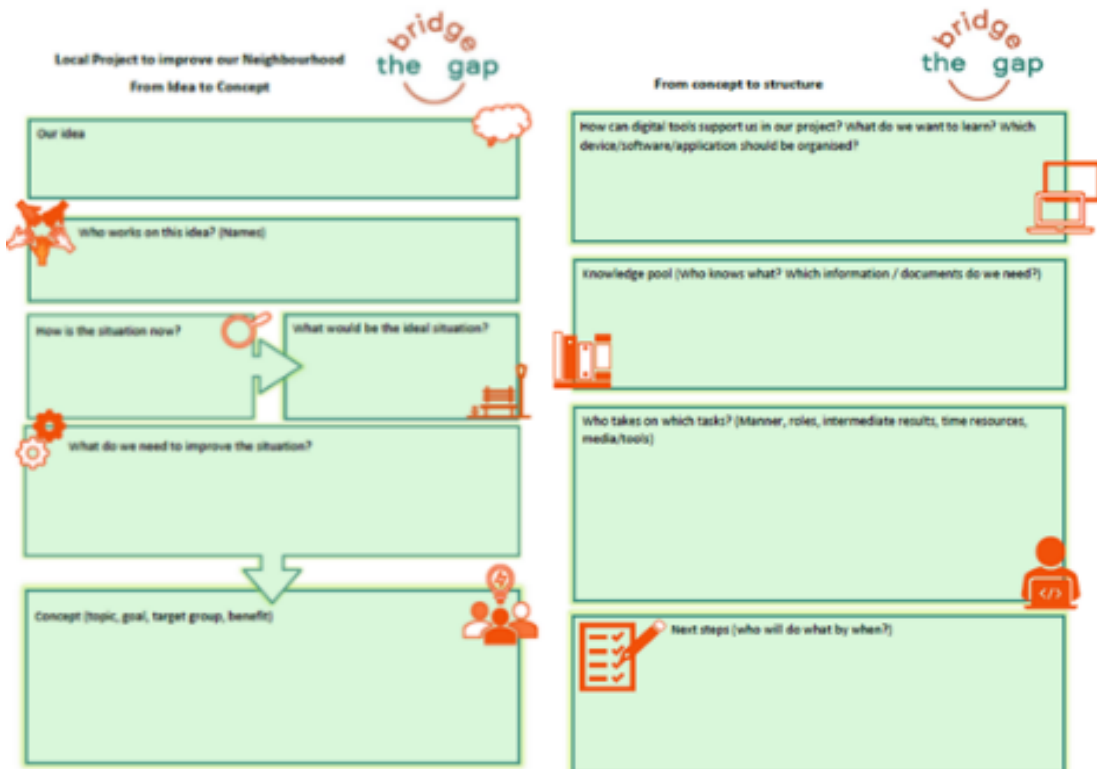 Local Project to improve our Neighbourhood
From Idea to Concept
bridge
the gap
Our idea
Who works on this idea? (Names)
How is the situation now?
What would be the ideal situation?
What do we need to improve the situation?
Concept (topic, goal, target group, benefit)
bridge
the gap
From concept to structure
How can digital tools support us in our project? What do we want to learn? Which
device/software/application should be organised?
Knowledge pool (Who knows what? Which information / documents do we need?)
Who takes on which tasks? (Manner, roles, intermediate results, time resources,
media/tools)
</>
Next steps (who will do what by when?)